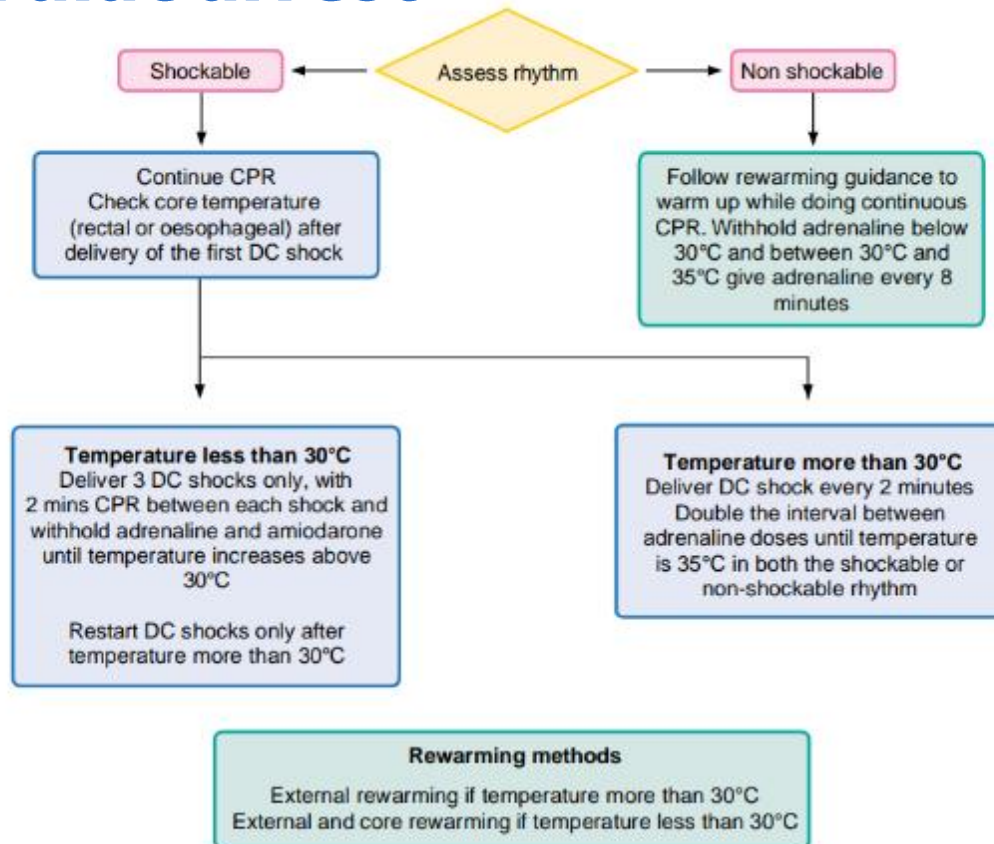 Shockable
Assess rhythm
Non shockable
Continue CPR
Check core temperature
(rectal or oesophageal) after
delivery of the first DC shock
Follow rewarming guidance to
warm up while doing continuous
CPR. Withhold adrenaline below
30°C and between 30°C and
35°C give adrenaline every 8
minutes
Temperature less than 30°C
Deliver 3 DC shocks only, with
2 mins CPR between each shock and
withhold adrenaline and amiodarone
until temperature increases above
30°C
Restart DC shocks only after
temperature more than 30°C
Temperature more than 30°C
Deliver DC shock every 2 minutes
Double the interval between
adrenaline doses until temperature
is 35°C in both the shockable or
non-shockable rhythm
Rewarming methods
External rewarming if temperature more than 30°C
External and core rewarming if temperature less than 30°C